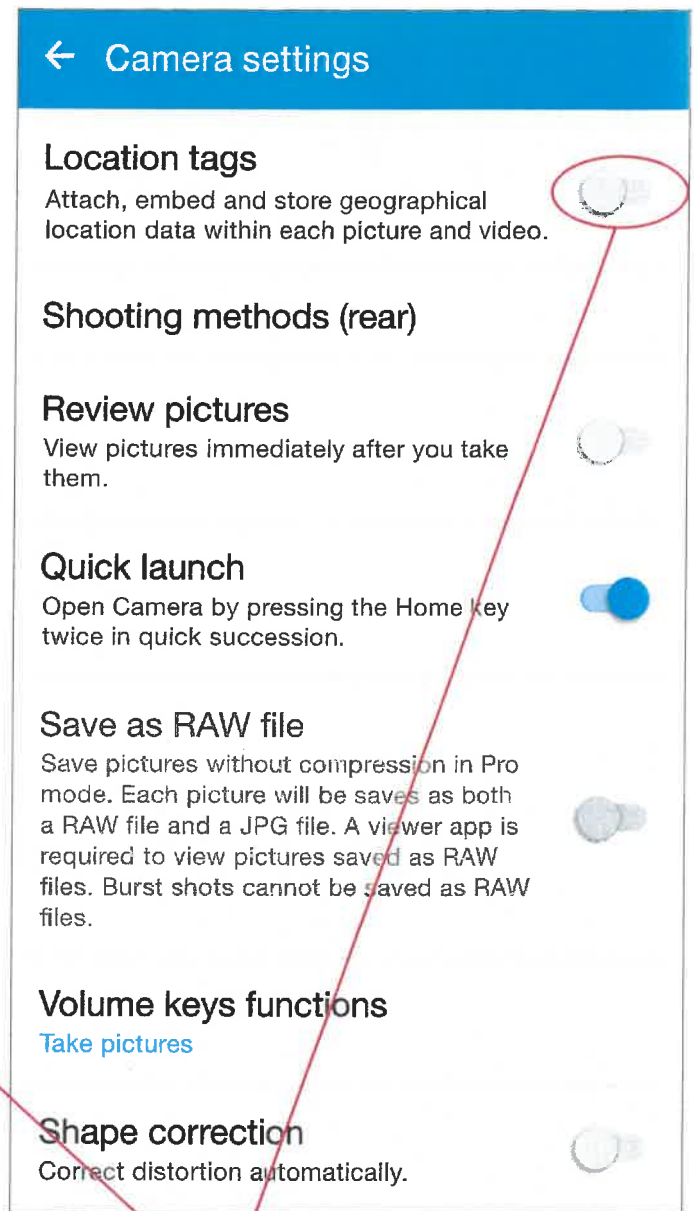 ← Camera settings
Location tags
Attach, embed and store geographical
location data within each picture and video.
Shooting methods (rear)
Review pictures
View pictures immediately after you take
them.
Quick launch
Open Camera by pressing the Home key
twice in quick succession.
Save as RAW file
Save pictures without compression in Pro
mode. Each picture will be saves as both
a RAW file and a JPG file. A viewer app is
required to view pictures saved as RAW
files. Burst shots cannot be saved as RAW
files.
Volume keys functions
Take pictures
Shape correction
Correct distortion automatically.